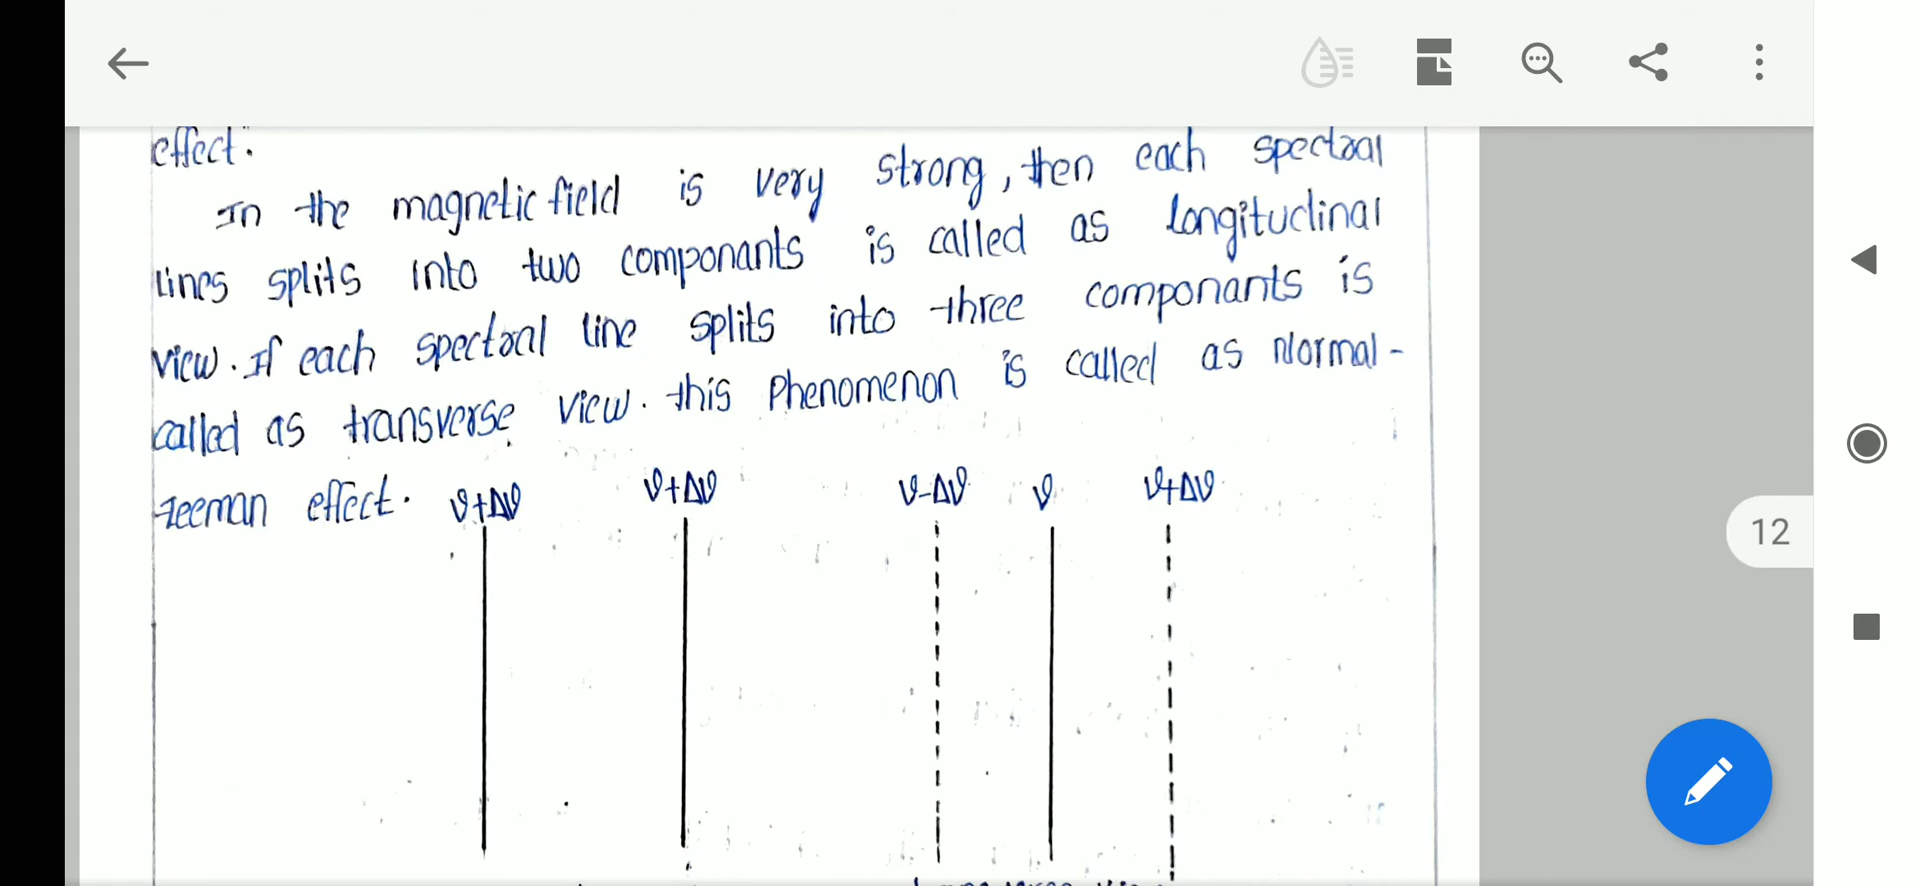 effect."
In the magnetic field is very strong, then each spectral
lines splits into two componants is called as longitudinal
view. If each spectral line splits into three componants is
called as transverse view. this Phenomenon is called as Normal-
zeeman effect.
ν+Δν ν+Δν ν-Δν ν ν+Δν
12